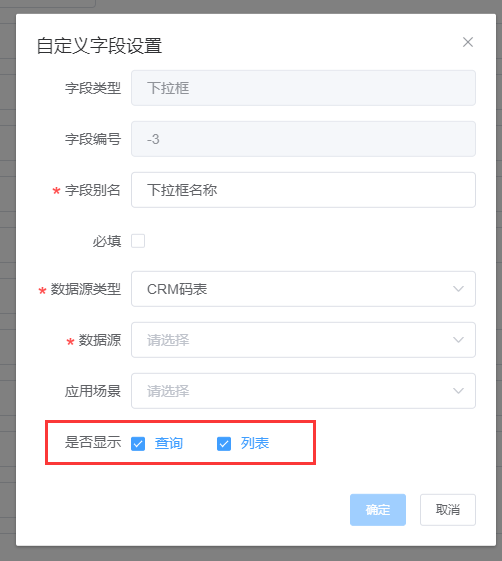 自定义字段设置
字段类型 下拉框
字段编号 -3
* 字段别名 下拉框名称
必填
* 数据源类型 CRM码表
* 数据源 请选择
应用场景 请选择
是否显示 查询 列表
确定 取消